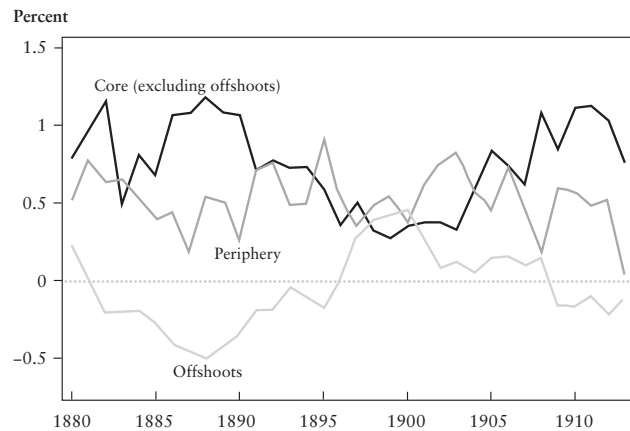 Percent
1.5
Core (excluding offshoots)
1
0.5
Periphery
0
–0.5
Offshoots
1880 1885 1890 1895 1900 1905 1910